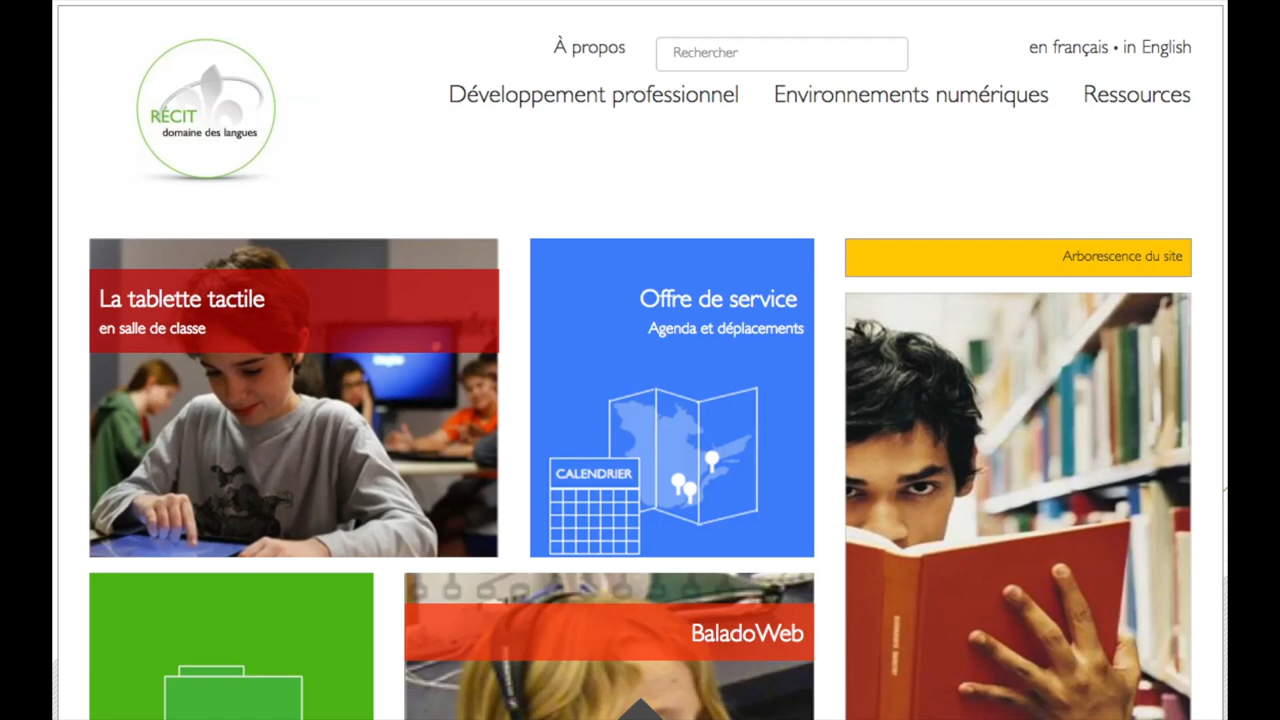 À propos
Rechercher
en français • in English
RÉCIT
domaine des langues
Développement professionnel
Environnements numériques
Ressources
La tablette tactile
en salle de classe
Offre de service
Agenda et déplacements
CALENDRIER
Arborescence du site
BaladoWeb